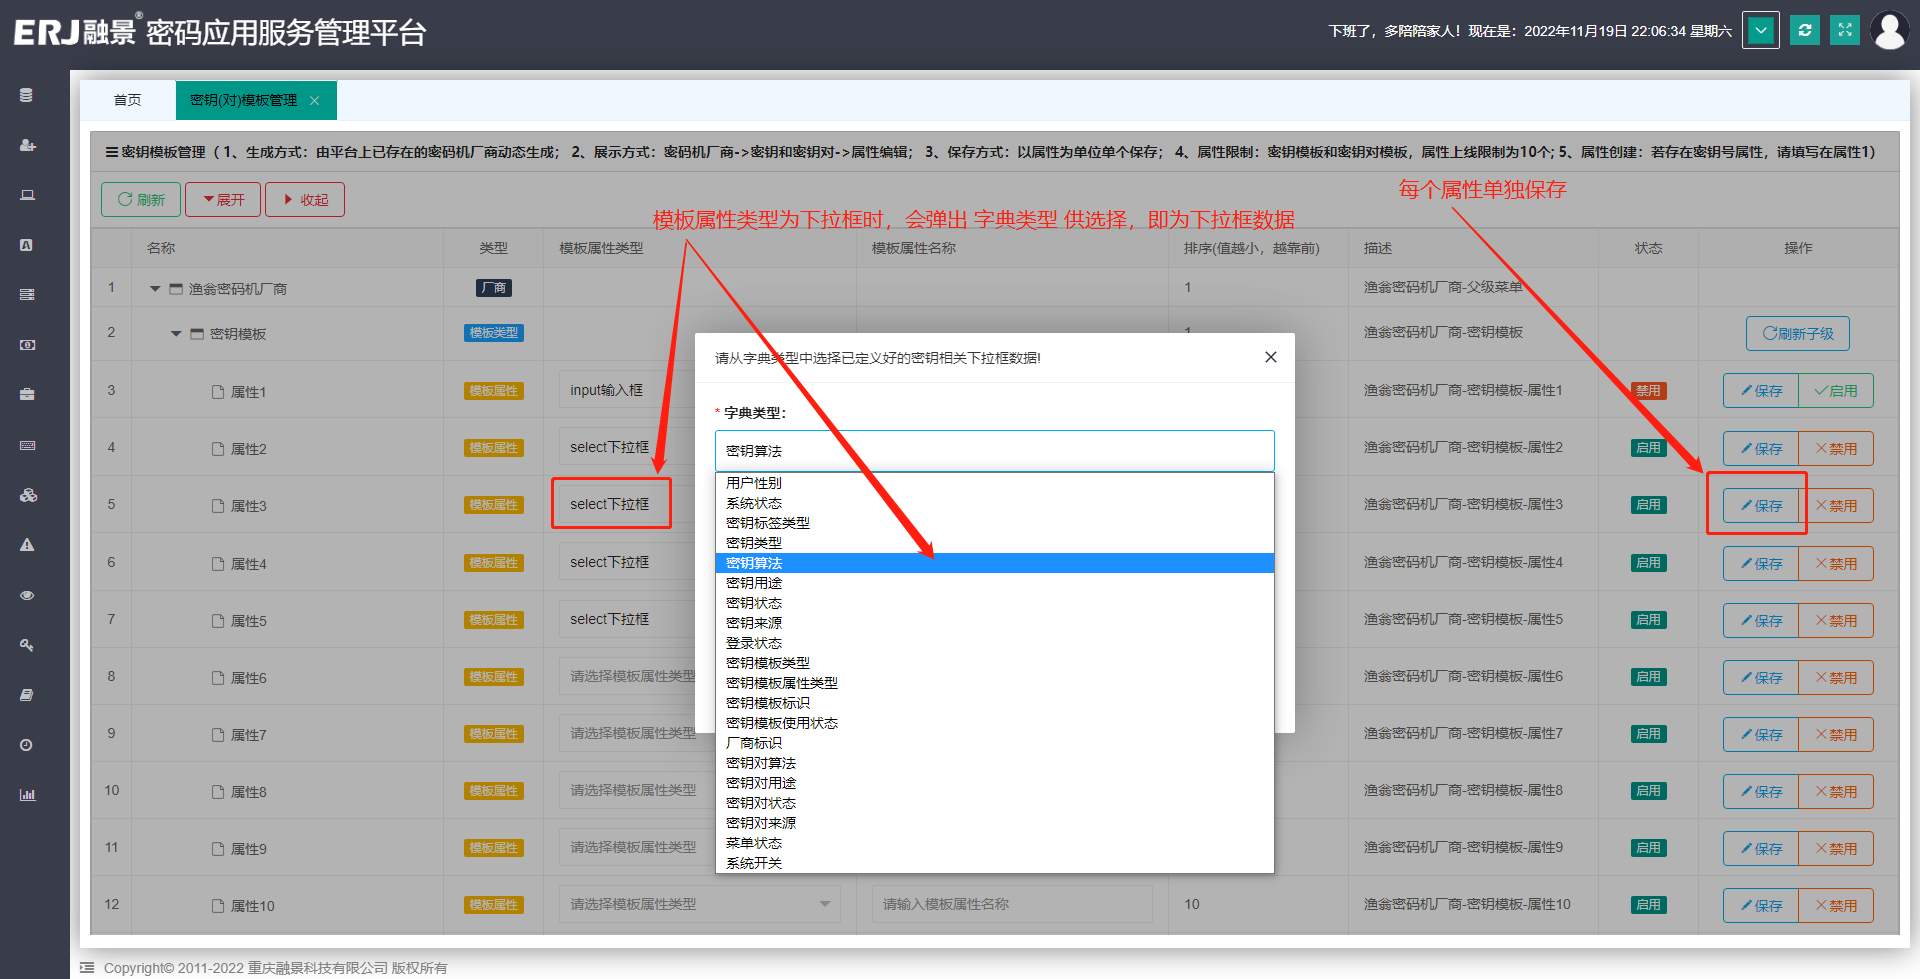 ERJ融景® 密码应用服务管理平台
下班了，多陪陪家人！现在是：2022年11月19日 22:06:34 星期六
首页
密钥(对)模板管理
密钥模板管理（ 1、生成方式：由平台上已存在的密码机厂商动态生成； 2、展示方式：密码机厂商->密钥和密钥对->属性编辑； 3、保存方式：以属性为单位单个保存； 4、属性限制：密钥模板和密钥对模板，属性上线限制为10个；5、属性创建：若存在密钥号属性，请填写在属性1）
刷新 展开 收起
每个属性单独保存
模板属性类型为下拉框时，会弹出 字典类型 供选择，即为下拉框数据
名称 类型 模板属性类型 模板属性名称 排序(值越小，越靠前) 描述 状态 操作
1 渔翁密码机厂商 厂商 1 渔翁密码机厂商-父级菜单
2 密钥模板 模板类型 1 渔翁密码机厂商-密钥模板 刷新子级
3 属性1 模板属性 input输入框 渔翁密码机厂商-密钥模板-属性1 禁用 保存 启用
4 属性2 模板属性 select下拉框 渔翁密码机厂商-密钥模板-属性2 启用 保存 禁用
5 属性3 模板属性 select下拉框 渔翁密码机厂商-密钥模板-属性3 启用 保存 禁用
6 属性4 模板属性 select下拉框 渔翁密码机厂商-密钥模板-属性4 启用 保存 禁用
7 属性5 模板属性 select下拉框 渔翁密码机厂商-密钥模板-属性5 启用 保存 禁用
8 属性6 模板属性 请选择模板属性类型 渔翁密码机厂商-密钥模板-属性6 启用 保存 禁用
9 属性7 模板属性 请选择模板属性类型 渔翁密码机厂商-密钥模板-属性7 启用 保存 禁用
10 属性8 模板属性 请选择模板属性类型 渔翁密码机厂商-密钥模板-属性8 启用 保存 禁用
11 属性9 模板属性 请选择模板属性类型 渔翁密码机厂商-密钥模板-属性9 启用 保存 禁用
12 属性10 模板属性 请选择模板属性类型 请输入模板属性名称 10 渔翁密码机厂商-密钥模板-属性10 启用 保存 禁用
请从字典类型中选择已定义好的密钥相关下拉框数据!
* 字典类型：
密钥算法
用户性别
系统状态
密钥标签类型
密钥类型
密钥算法
密钥用途
密钥状态
密钥来源
登录状态
密钥模板类型
密钥模板属性类型
密钥模板标识
密钥模板使用状态
厂商标识
密钥对算法
密钥对用途
密钥对状态
密钥对来源
菜单状态
系统开关
Copyright© 2011-2022 重庆融景科技有限公司 版权所有